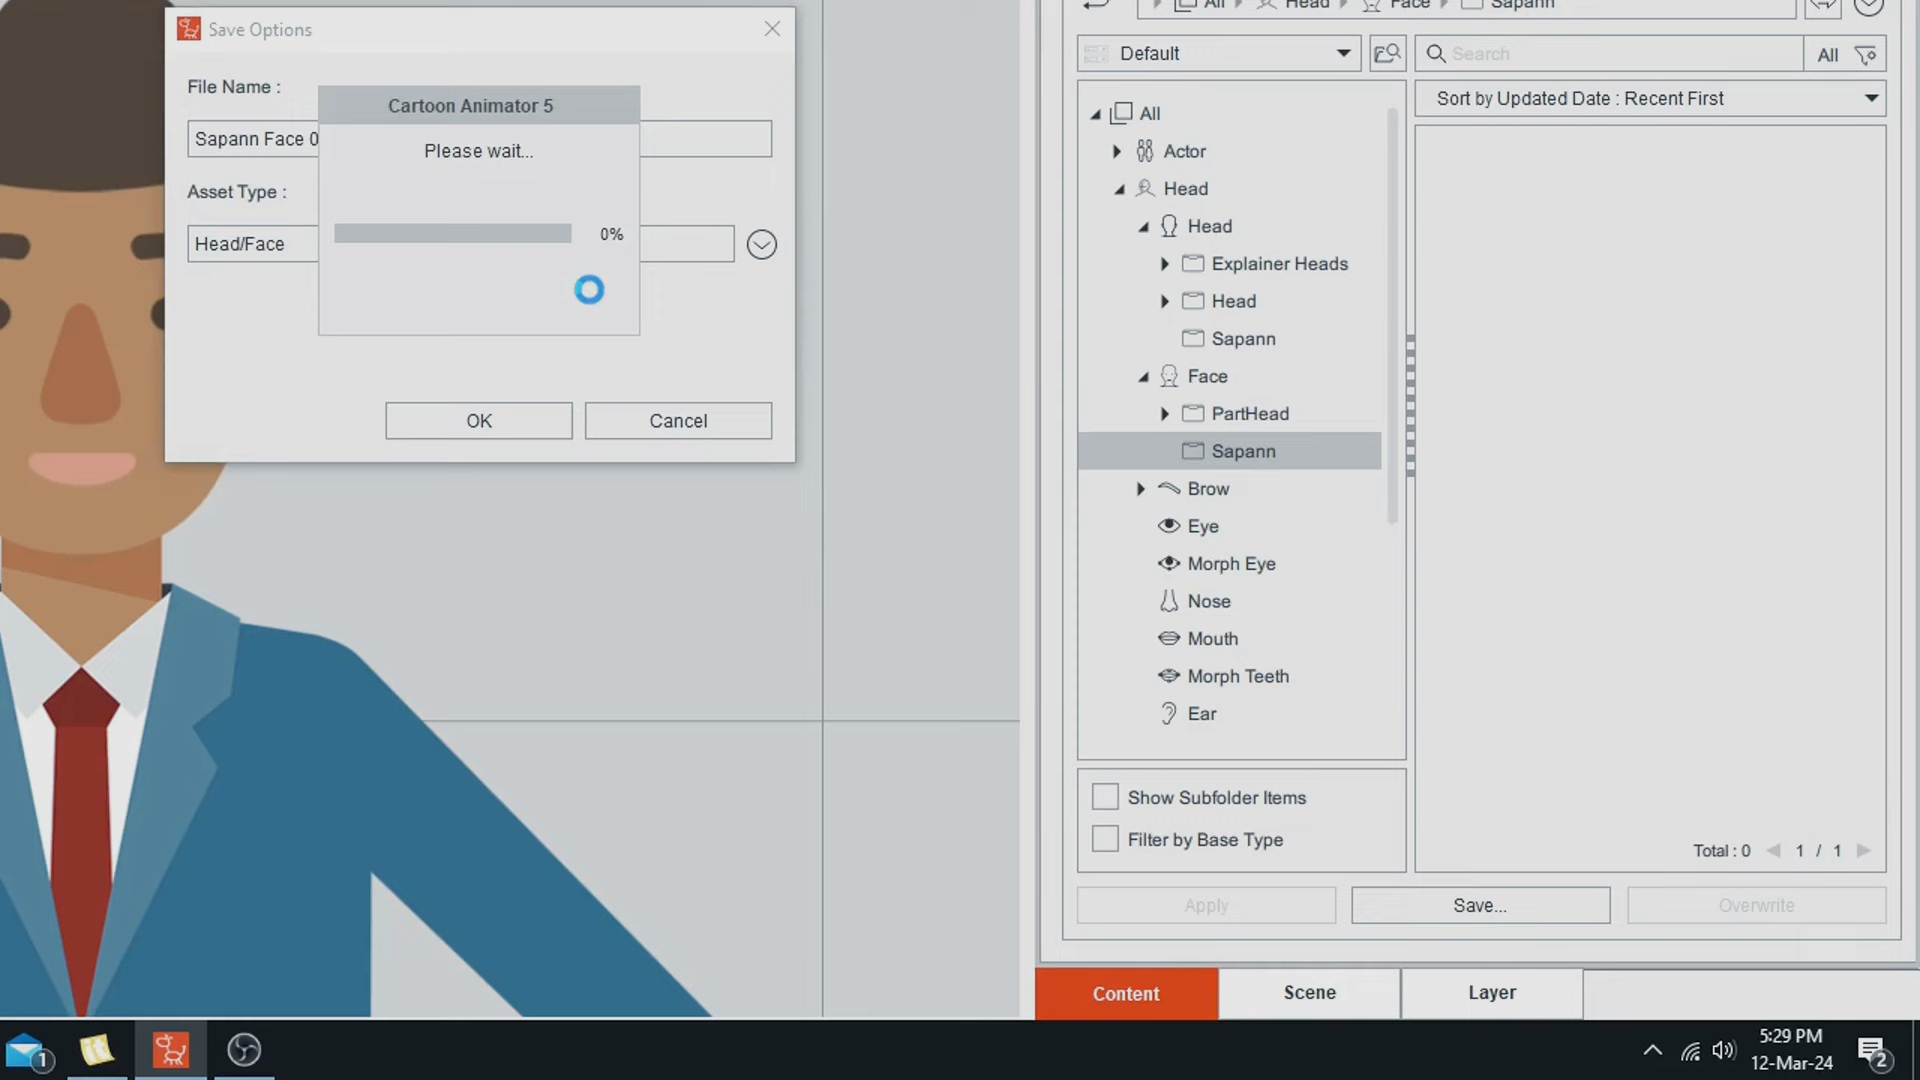 Save Options
File Name :
Sapann Face 0
Asset Type :
Head/Face
Cartoon Animator 5
Please wait...
0%
OK
Cancel
All
Head
Face
Sapann
Default
Search
All
Sort by Updated Date : Recent First
All
Actor
Head
Head
Explainer Heads
Head
Sapann
Face
PartHead
Sapann
Brow
Eye
Morph Eye
Nose
Mouth
Morph Teeth
Ear
Show Subfolder Items
Filter by Base Type
Total : 0 1 / 1
Apply
Save...
Overwrite
Content
Scene
Layer
1
5:29 PM
12-Mar-24
2